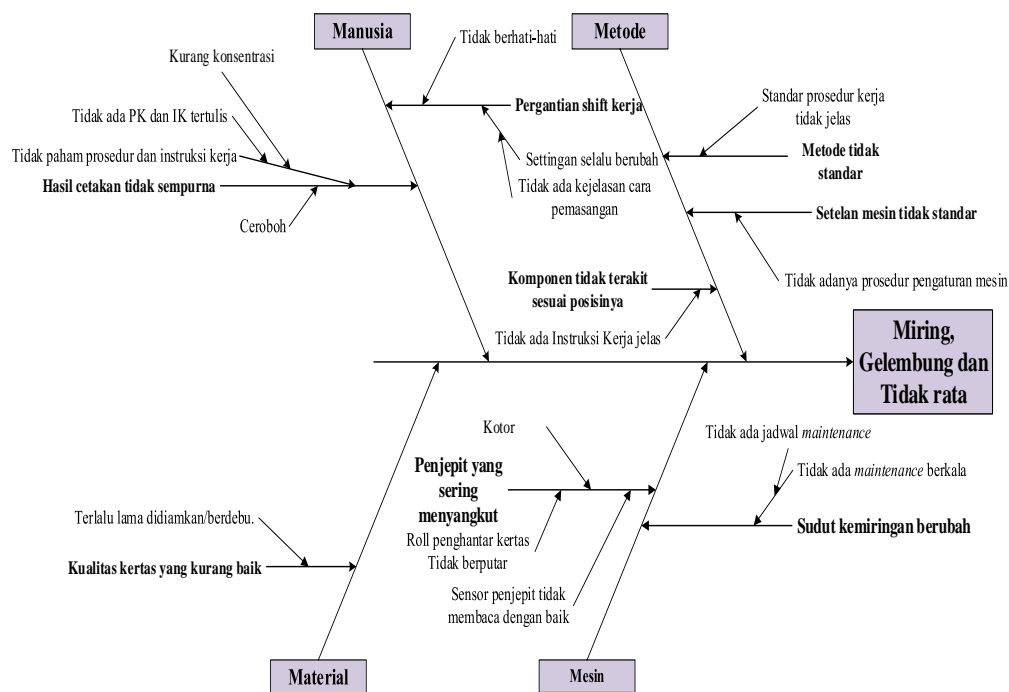 Manusia
Metode
Tidak berhati-hati
Kurang konsentrasi
Pergantian shift kerja
Standar prosedur kerja
tidak jelas
Tidak ada PK dan IK tertulis
Tidak paham prosedur dan instruksi kerja
Settingan selalu berubah
Metode tidak
standar
Hasil cetakan tidak sempurna
Tidak ada kejelasan cara
pemasangan
Ceroboh
Setelan mesin tidak standar
Komponen tidak terakit
sesuai posisinya
Tidak adanya prosedur pengaturan mesin
Tidak ada Instruksi Kerja jelas
Miring,
Gelembung dan
Tidak rata
Kotor
Tidak ada jadwal maintenance
Penjepit yang
sering
menyangkut
Tidak ada maintenance berkala
Terlalu lama didiamkan/berdebu.
Roll penghantar kertas
Tidak berputar
Sudut kemiringan berubah
Kualitas kertas yang kurang baik
Sensor penjepit tidak
membaca dengan baik
Material
Mesin